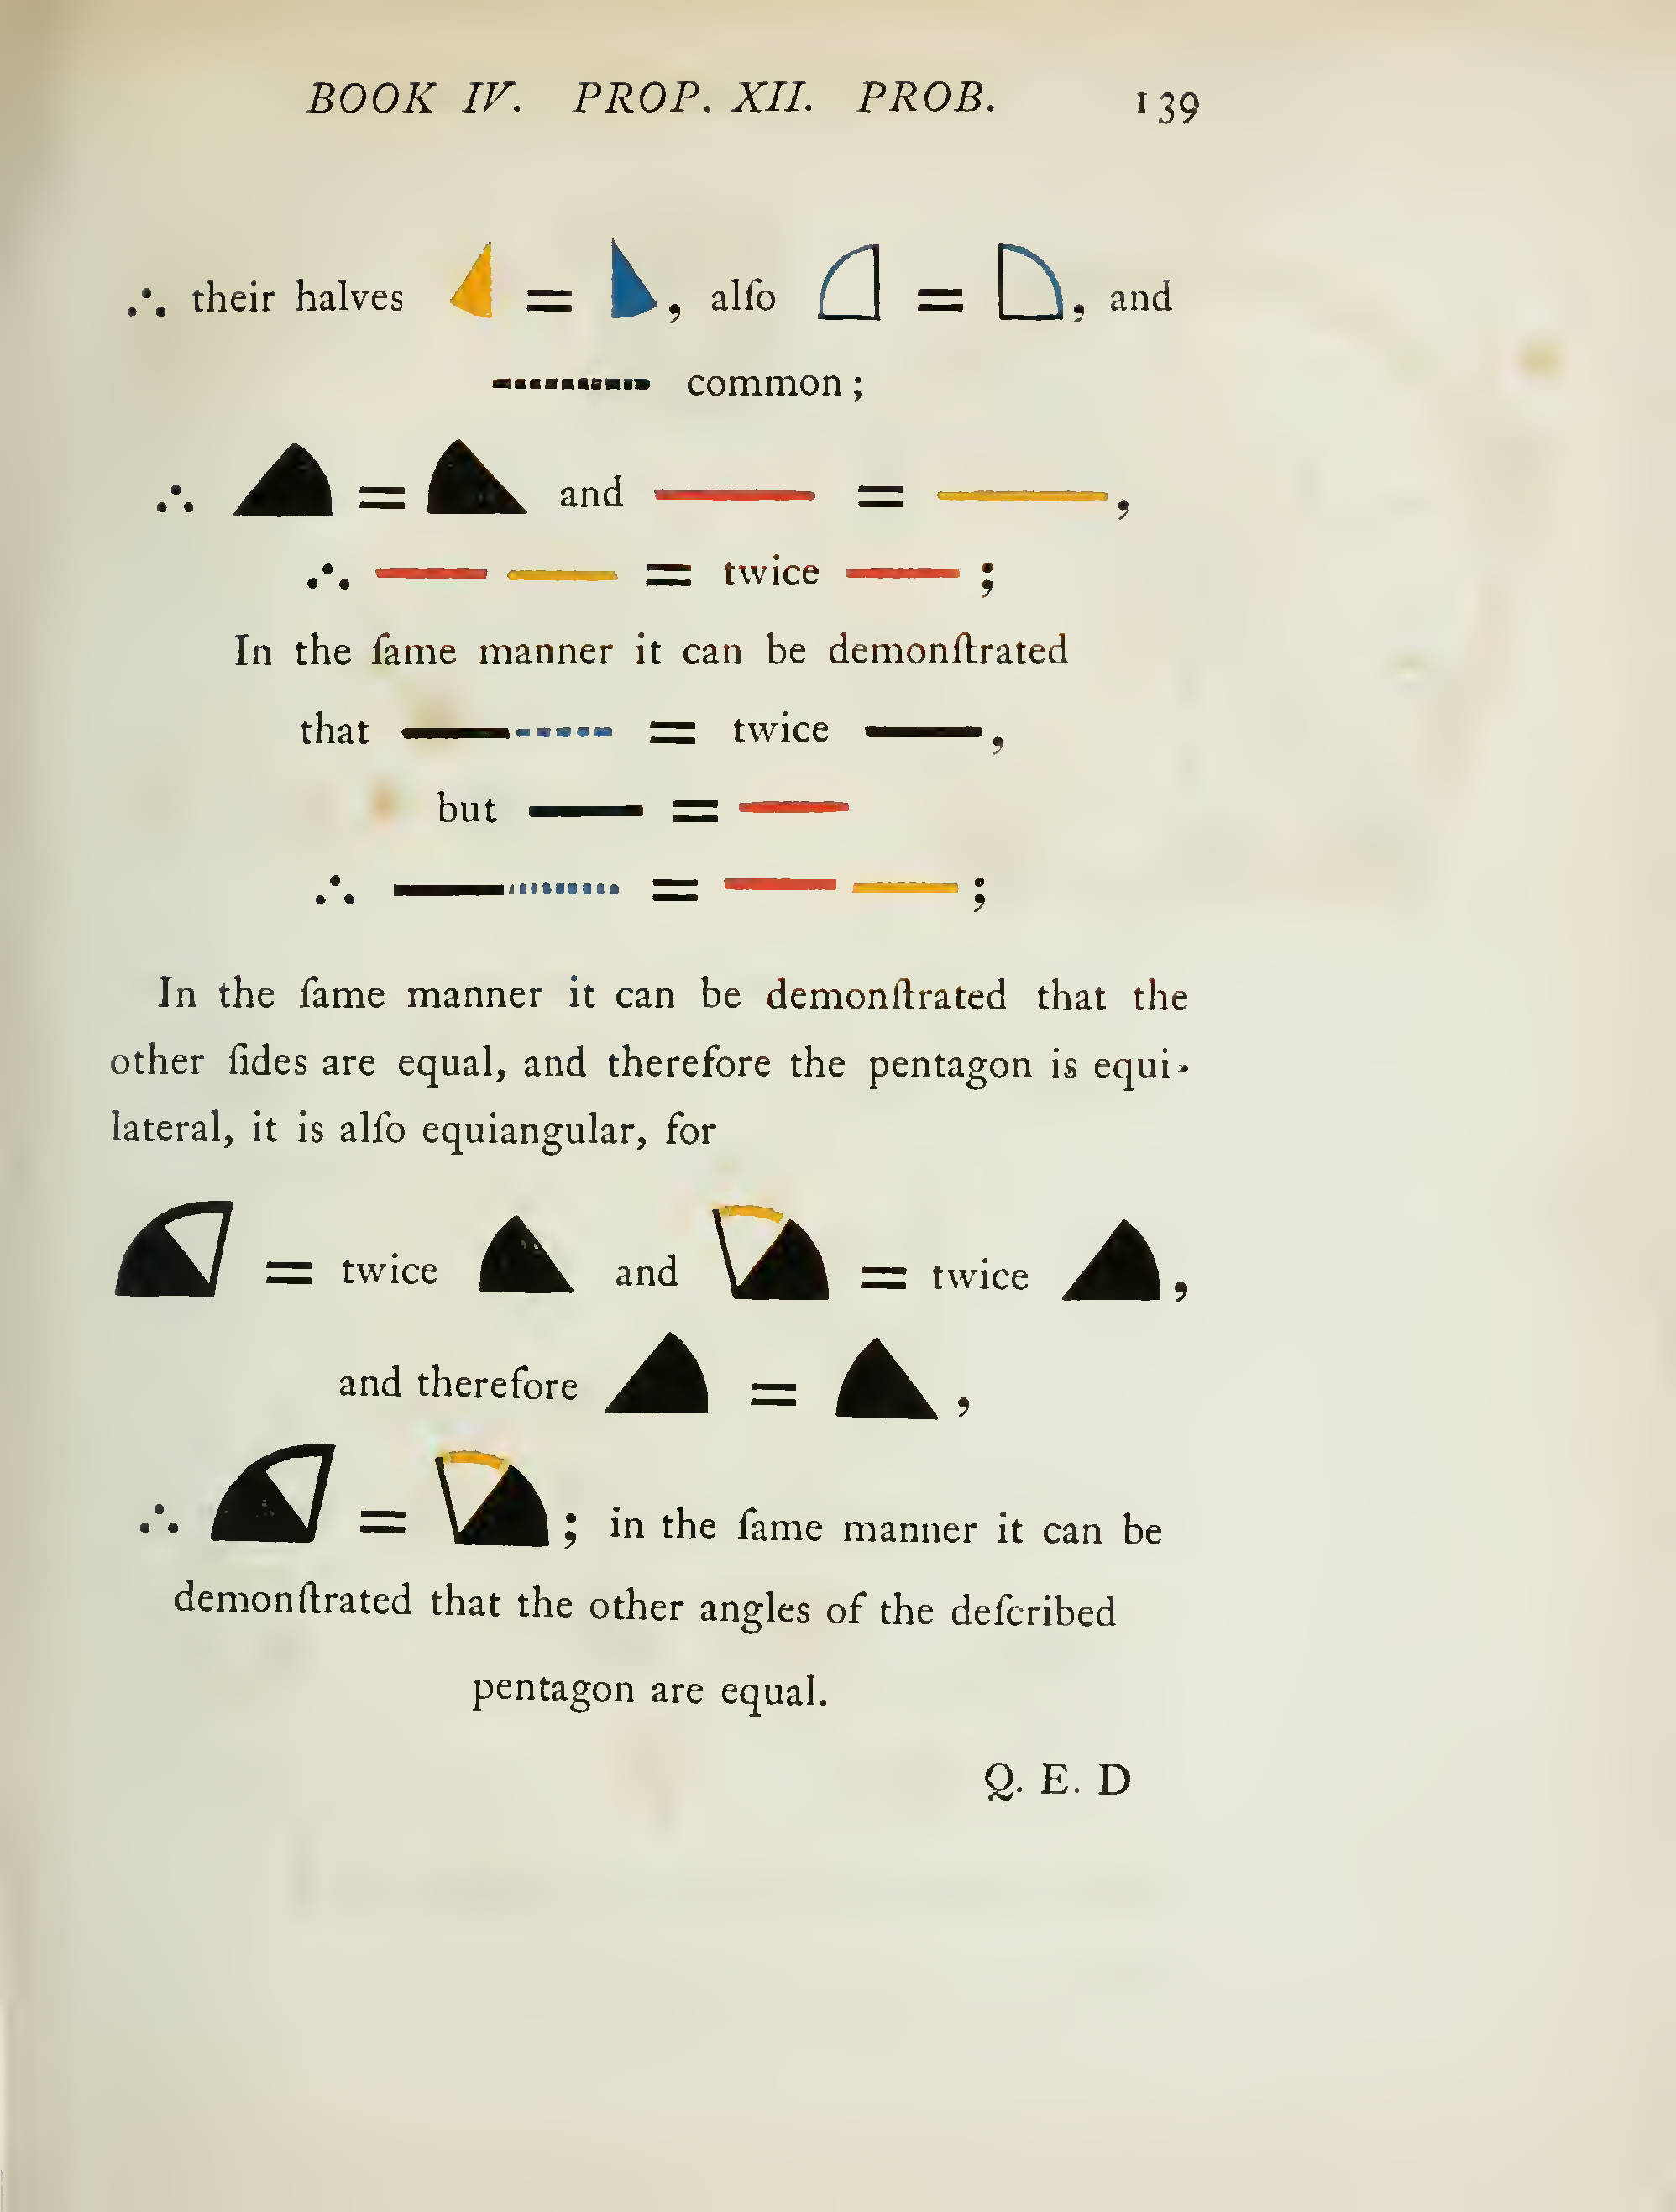 BOOK IV. PROP. XII. PROB. 139
∴ their halves = , alſo = , and
common ;
∴ = and = ,
∴ = twice ;
In the ſame manner it can be demonſtrated
that = twice ,
but =
∴ = ;
In the ſame manner it can be demonſtrated that the
other ſides are equal, and therefore the pentagon is equi-
lateral, it is alſo equiangular, for
= twice and = twice ,
and therefore = ,
∴ = ; in the ſame manner it can be
demonſtrated that the other angles of the deſcribed
pentagon are equal.
Q. E. D